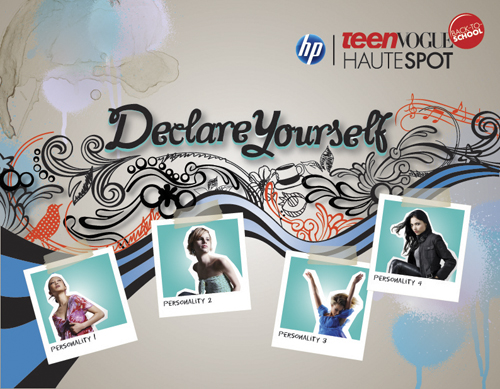 hp
teenVOGUE
HAUTESPOT
BACK-TO-
SCHOOL
Declare Yourself
PERSONALITY 1
PERSONALITY 2
PERSONALITY 3
PERSONALITY 4